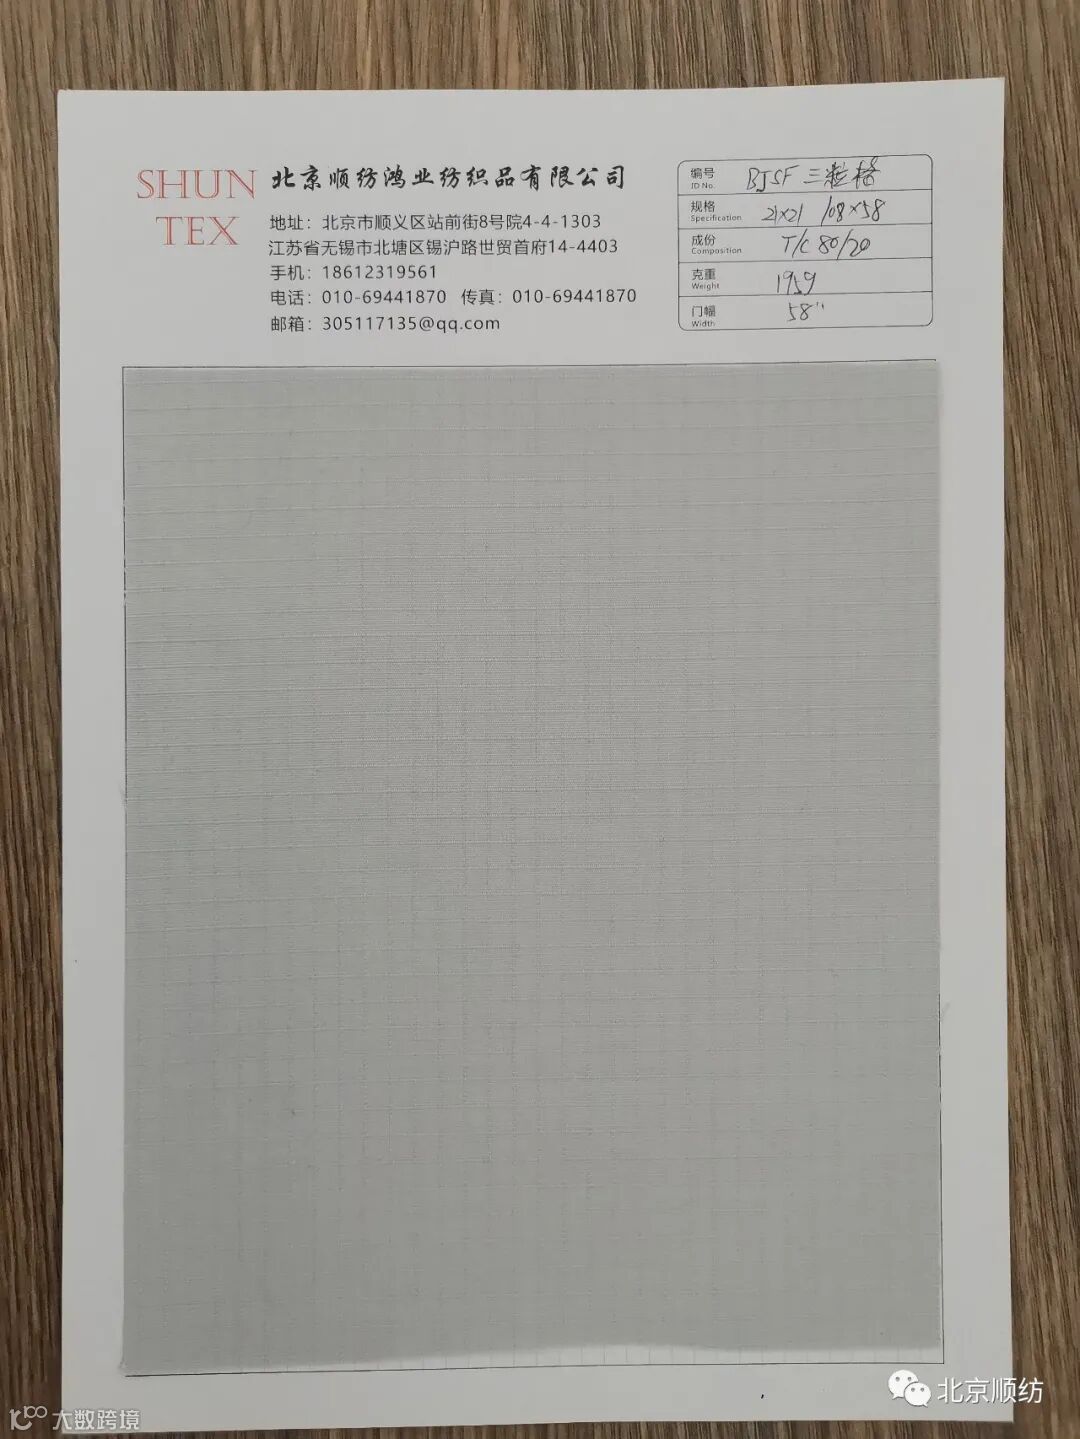 SHUN
TEX
北京顺纺鸿业纺织品有限公司
地址：北京市顺义区站前街8号院4-4-1303
江苏省无锡市北塘区锡沪路世贸首府14-4403
手机：18612319561
电话：010-69441870 传真：010-69441870
邮箱：305117135@qq.com
编号 BJSF 三粒格
ID No.
规格 21×21 108×58
Specification
成份 T/C 80/20
Composition
克重 195g
Weight
门幅 58"
Width
北京顺纺
大数跨境